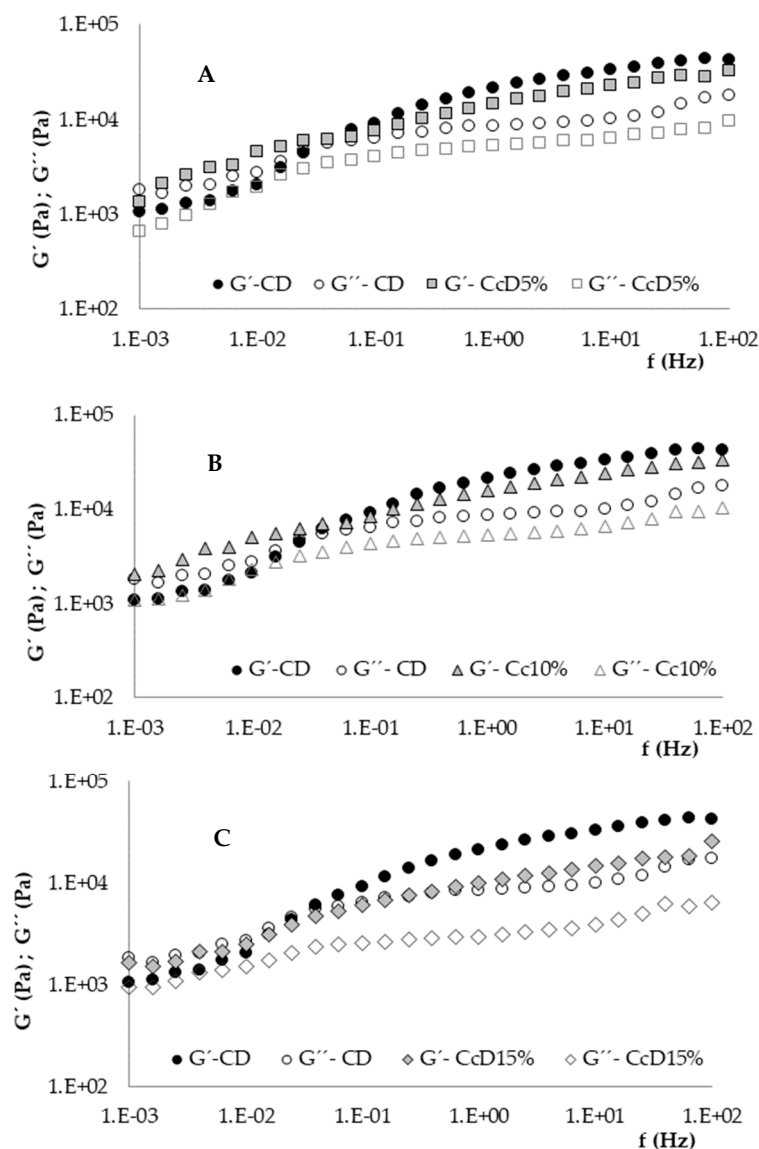 1.E+05
A
1.E+04
1.E+03
1.E+02
G´ (Pa) ; G´´ (Pa)
G´-CD G´´- CD G´- CcD5% G´´- CcD5%
1.E-03 1.E-02 1.E-01 1.E+00 1.E+01 1.E+02
f (Hz)
1.E+05
B
1.E+04
1.E+03
1.E+02
G´ (Pa) ; G´´ (Pa)
G´-CD G´´- CD G´- Cc10% G´´- Cc10%
1.E-03 1.E-02 1.E-01 1.E+00 1.E+01 1.E+02
f (Hz)
1.E+05
C
1.E+04
1.E+03
1.E+02
G´ (Pa) ; G´´ (Pa)
G´-CD G´´- CD G´- CcD15% G´´- CcD15%
1.E-03 1.E-02 1.E-01 1.E+00 1.E+01 1.E+02
f (Hz)